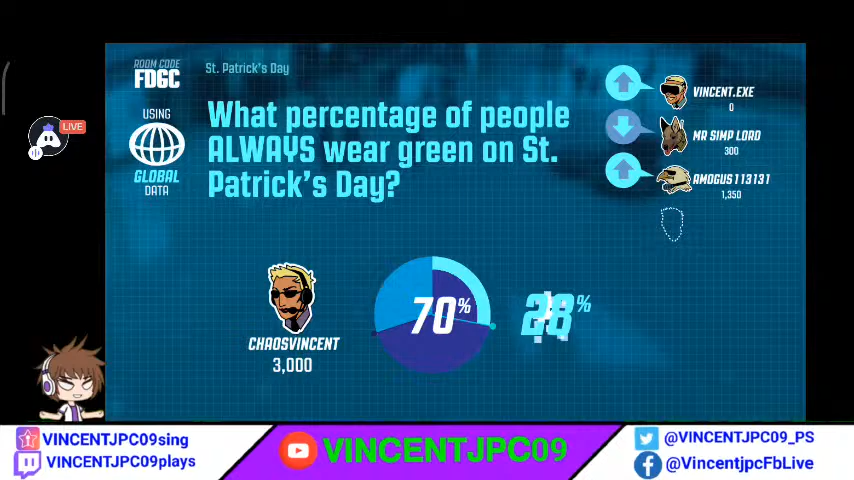 ROOM CODE
FDGC
St. Patrick's Day
USING
GLOBAL
DATA
What percentage of people
ALWAYS wear green on St.
Patrick's Day?
VINCENT.EXE
0
MR SIMP LORD
300
AMOGUS113131
1,350
LIVE
CHAOSVINCENT
3,000
70%
%
VINCENTJPC09sing
VINCENTJPC09plays
VINCENTJPC09
@VINCENTJPC09_PS
@VincentjpcFbLive